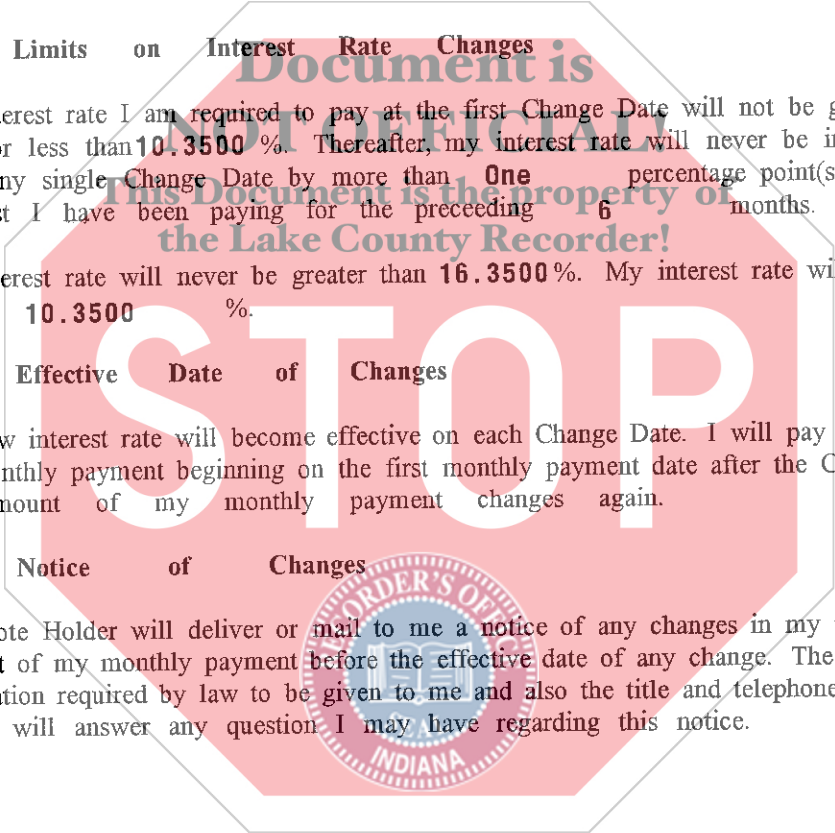 Limits on Interest Rate Changes
Document is
erest rate I am required to pay at the first Change Date will not be g
NOT OFFICIAL!
r less than 10.3500 %. Thereafter, my interest rate will never be in
ny single Change Date by more than One percentage point(s
This Document is the property of
t I have been paying for the preceeding 6 months.
the Lake County Recorder!
erest rate will never be greater than 16.3500%. My interest rate wi
10.3500 %.
STOP
Effective Date of Changes
w interest rate will become effective on each Change Date. I will pay
nthly payment beginning on the first monthly payment date after the C
mount of my monthly payment changes again.
Notice of Changes
RECORDER'S OFFICE
ote Holder will deliver or mail to me a notice of any changes in my
t of my monthly payment before the effective date of any change. The
tion required by law to be given to me and also the title and telephone
will answer any question I may have regarding this notice.
SEAL
INDIANA